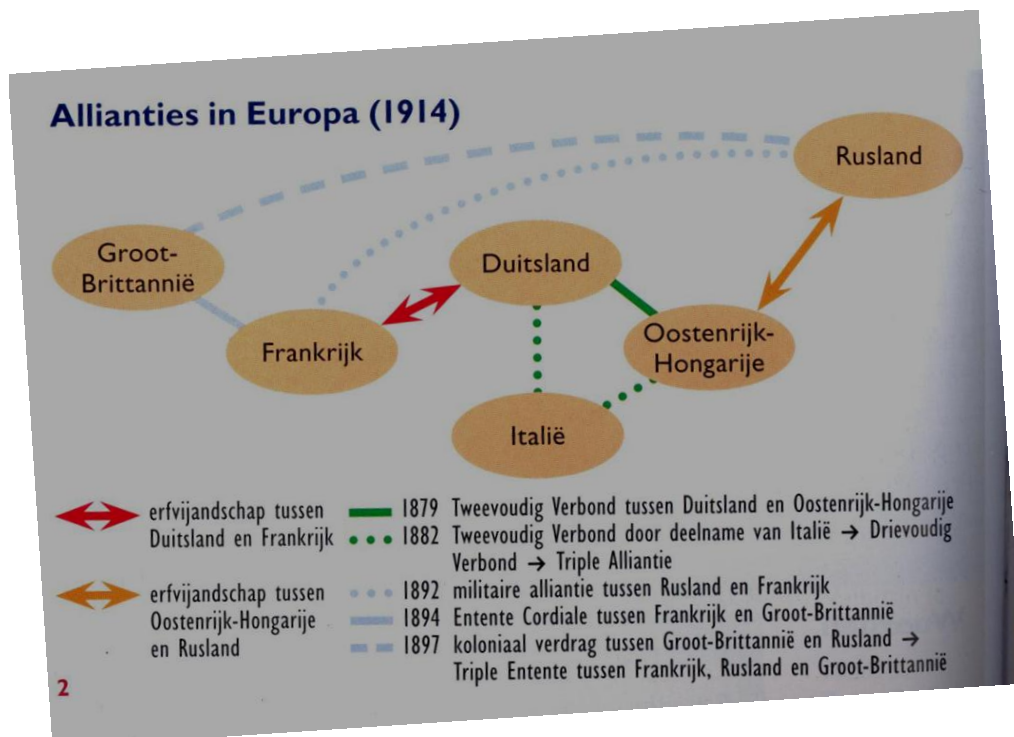 Allianties in Europa (1914)
Rusland
Groot-
Brittannië
Duitsland
Frankrijk
Oostenrijk-
Hongarije
Italië
erfvijandschap tussen
Duitsland en Frankrijk
erfvijandschap tussen
Oostenrijk-Hongarije
en Rusland
1879 Tweevoudig Verbond tussen Duitsland en Oostenrijk-Hongarije
1882 Tweevoudig Verbond door deelname van Italië → Drievoudig
Verbond → Triple Alliantie
1892 militaire alliantie tussen Rusland en Frankrijk
1894 Entente Cordiale tussen Frankrijk en Groot-Brittannië
1897 koloniaal verdrag tussen Groot-Brittannië en Rusland →
Triple Entente tussen Frankrijk, Rusland en Groot-Brittannië
2